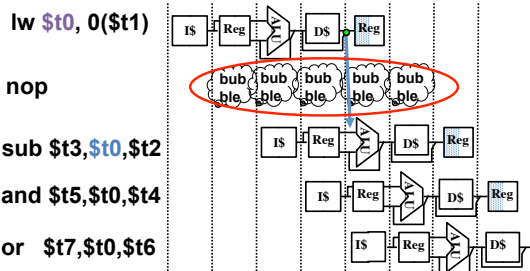 lw $t0, 0($t1) I$ Reg ALU D$ Reg
nop bub ble bub ble bub ble bub ble bub ble
sub $t3,$t0,$t2 I$ Reg ALU D$ Reg
and $t5,$t0,$t4 I$ Reg ALU D$ Reg
or $t7,$t0,$t6 I$ Reg ALU D$